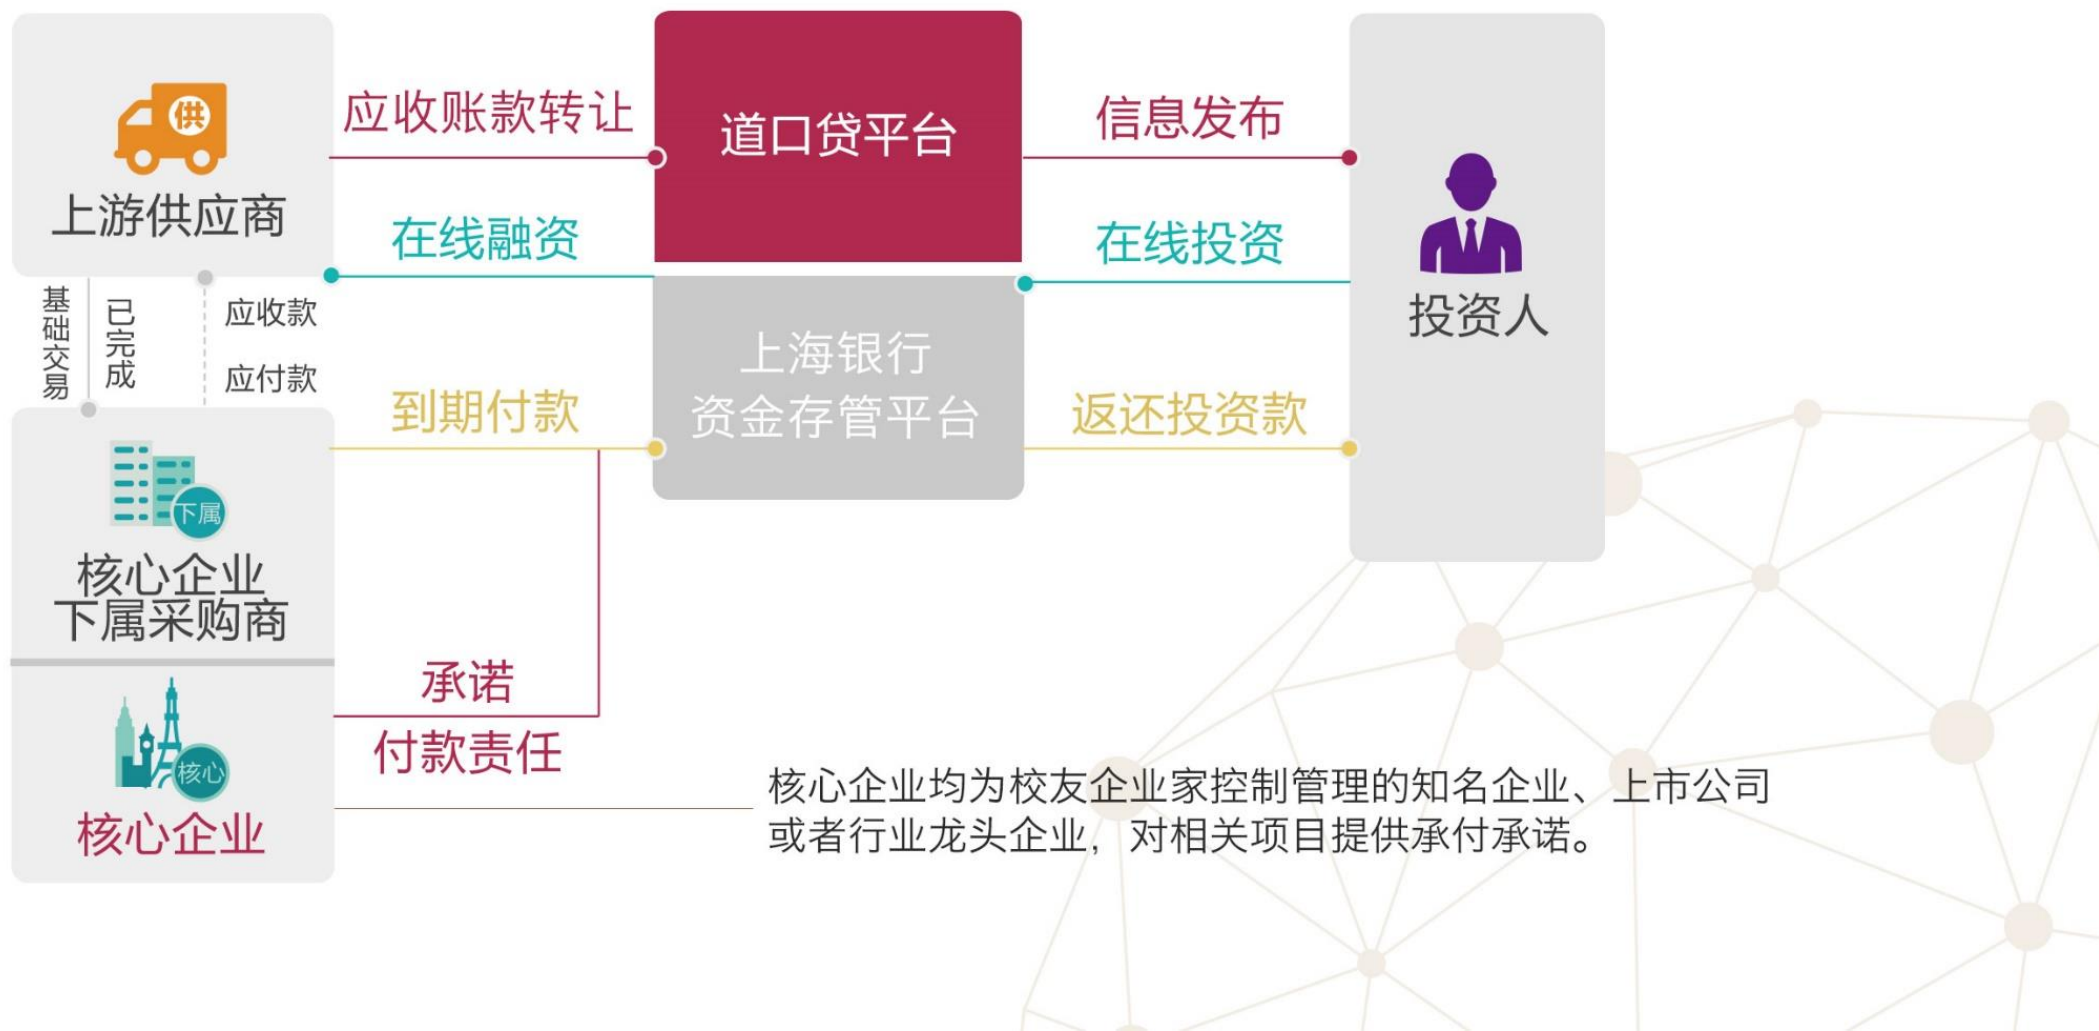 供
上游供应商
应收账款转让
道口贷平台
信息发布
在线融资
在线投资
投资人
基础交易
已完成
应收款
应付款
上海银行
资金存管平台
到期付款
返还投资款
下属
核心企业
下属采购商
承诺
付款责任
核心
核心企业
核心企业均为校友企业家控制管理的知名企业、上市公司
或者行业龙头企业，对相关项目提供承付承诺。